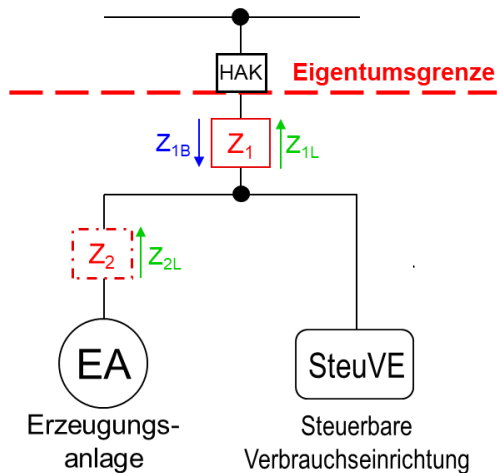 HAK
Eigentumsgrenze
Z1B
Z1
Z1L
Z2
Z2L
EA
SteuVE
Erzeugungs-
anlage
Steuerbare
Verbrauchseinrichtung